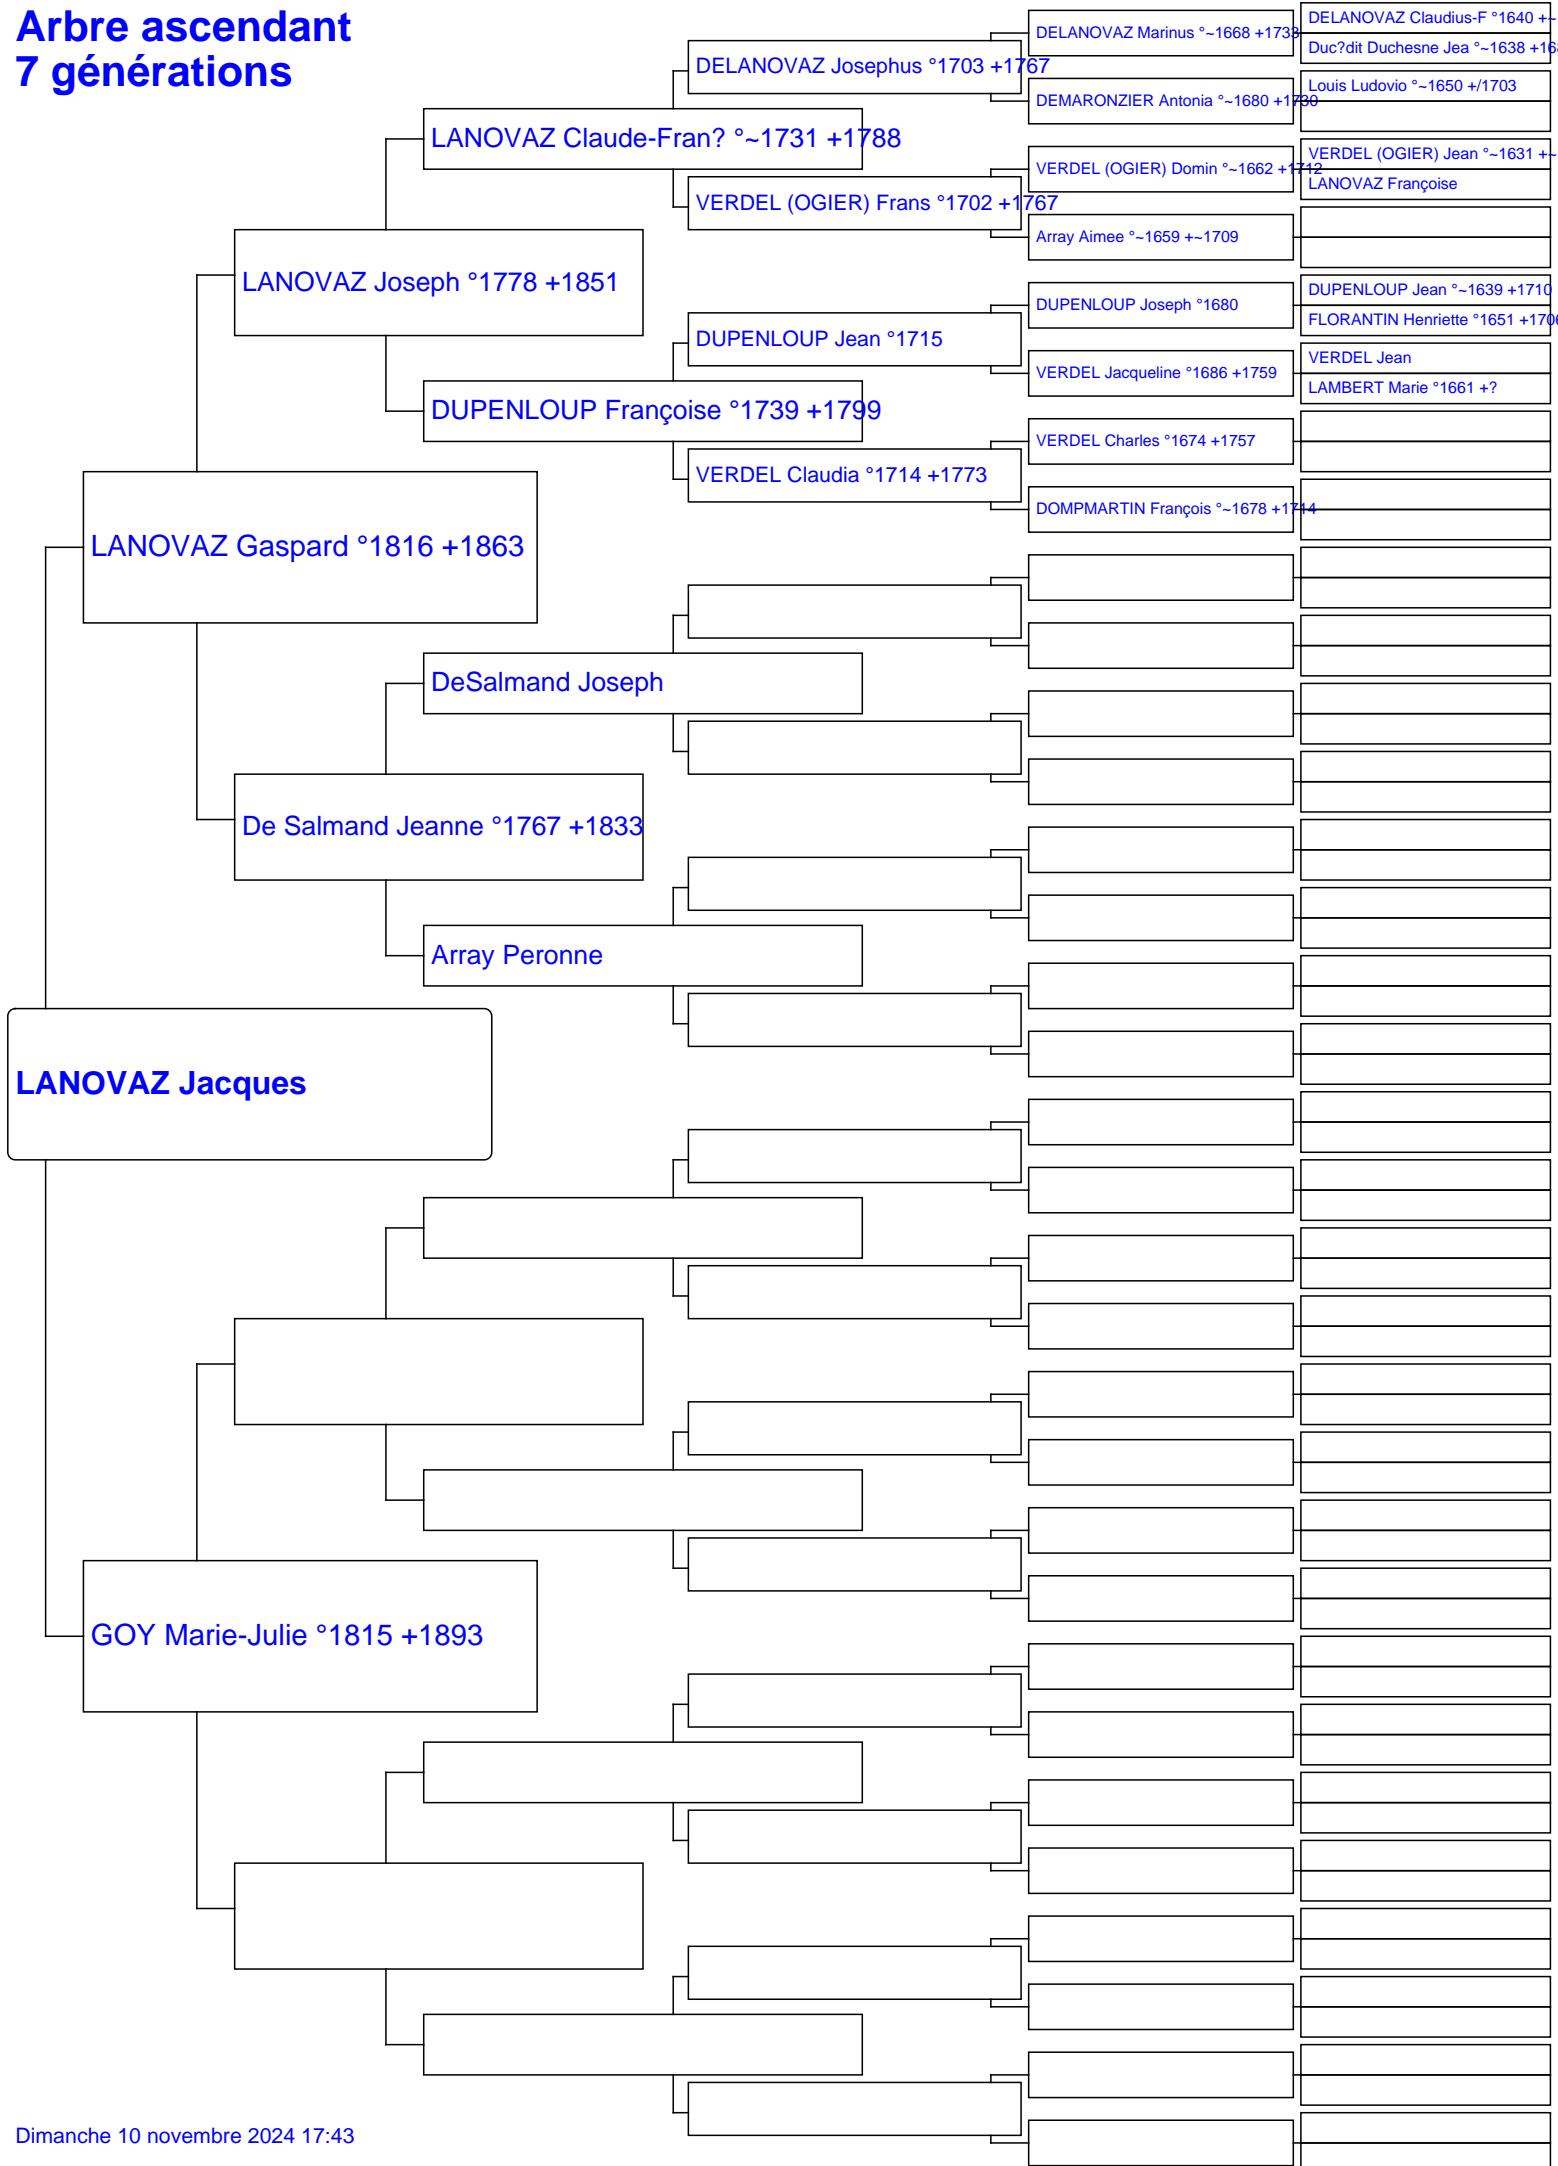 Arbre ascendant
7 générations
DELANOVAZ Claudius-F °1640 +~
DELANOVAZ Marinus °~1668 +1733
Duc?dit Duchesne Jea °~1638 +168
DELANOVAZ Josephus °1703 +1767
Louis Ludovio °~1650 +/1703
DEMARONZIER Antonia °~1680 +1730
LANOVAZ Claude-Fran? °~1731 +1788
VERDEL (OGIER) Jean °~1631 +~
VERDEL (OGIER) Domin °~1662 +1712
LANOVAZ Françoise
VERDEL (OGIER) Frans °1702 +1767
Array Aimee °~1659 +~1709
LANOVAZ Joseph °1778 +1851
DUPENLOUP Jean °~1639 +1710
DUPENLOUP Joseph °1680
FLORANTIN Henriette °1651 +1706
DUPENLOUP Jean °1715
VERDEL Jean
VERDEL Jacqueline °1686 +1759
LAMBERT Marie °1661 +?
DUPENLOUP Françoise °1739 +1799
VERDEL Charles °1674 +1757
VERDEL Claudia °1714 +1773
DOMPMARTIN François °~1678 +1714
LANOVAZ Gaspard °1816 +1863
DeSalmand Joseph
De Salmand Jeanne °1767 +1833
Array Peronne
LANOVAZ Jacques
GOY Marie-Julie °1815 +1893
Dimanche 10 novembre 2024 17:43